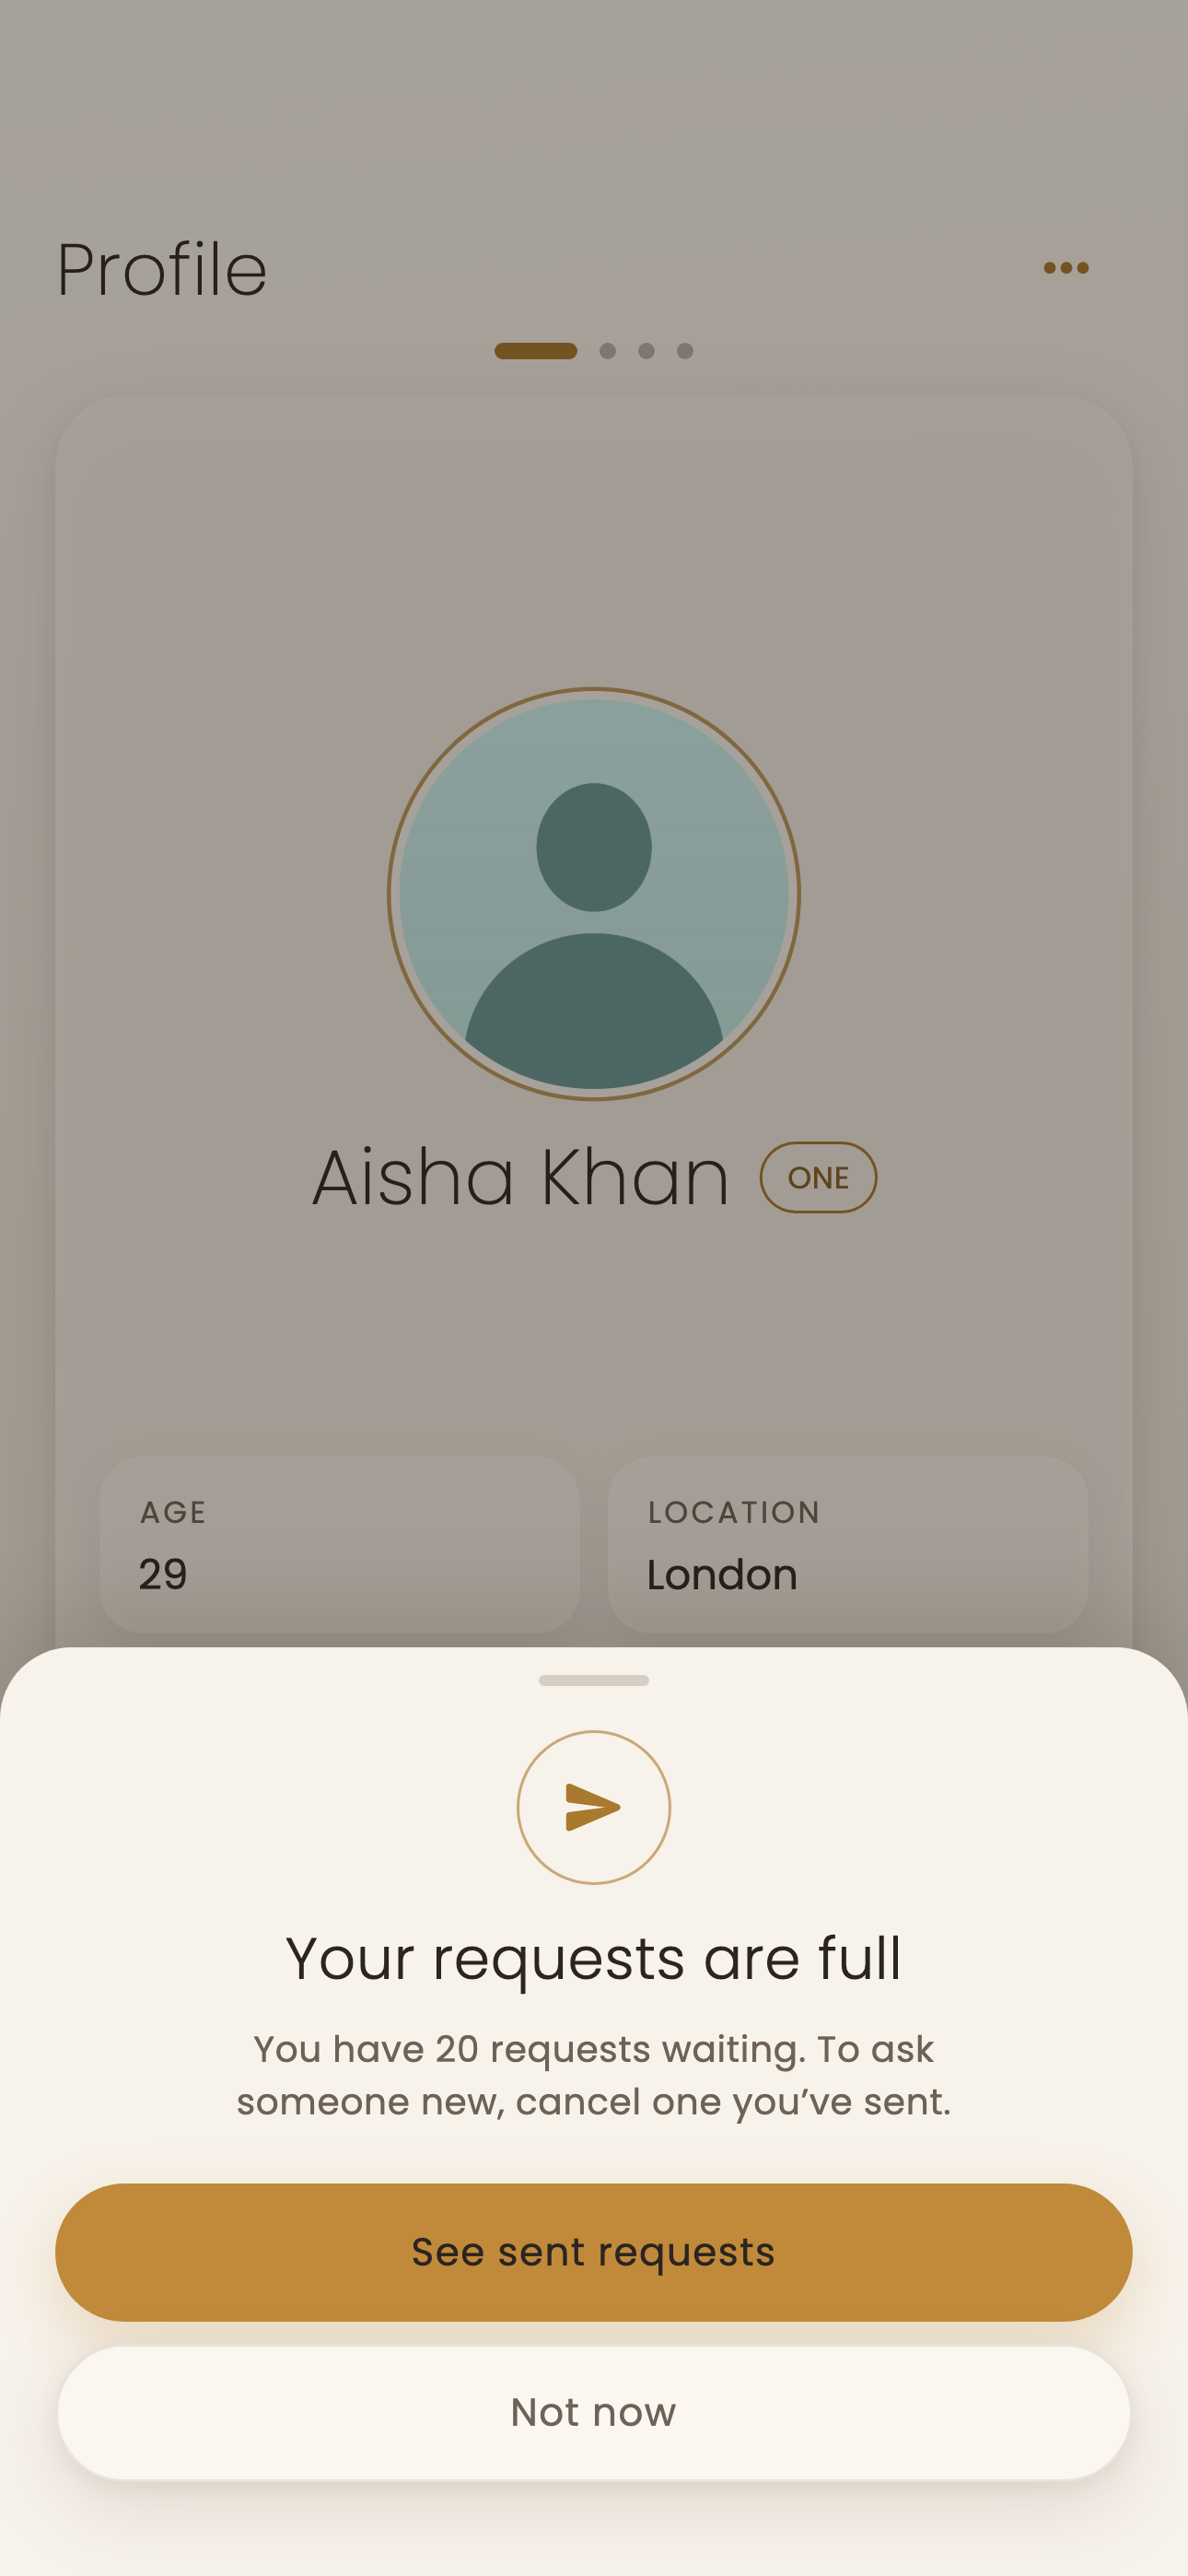 Profile
Aisha Khan ONE
AGE
29
LOCATION
London
Your requests are full
You have 20 requests waiting. To ask
someone new, cancel one you’ve sent.
See sent requests
Not now